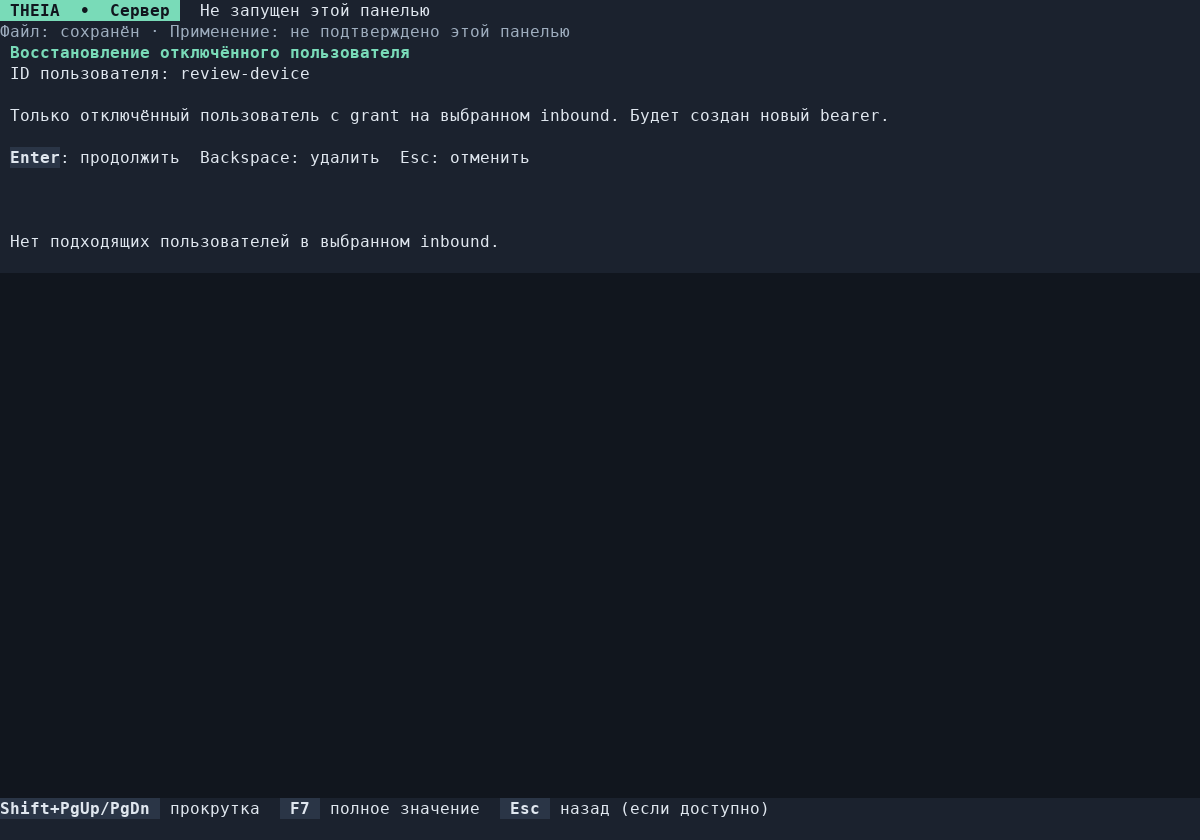 THEIA • Сервер Не запущен этой панелью
Файл: сохранён · Применение: не подтверждено этой панелью
Восстановление отключённого пользователя
ID пользователя: review-device
Только отключённый пользователь с grant на выбранном inbound. Будет создан новый bearer.
Enter: продолжить Backspace: удалить Esc: отменить
Нет подходящих пользователей в выбранном inbound.
Shift+PgUp/PgDn прокрутка F7 полное значение Esc назад (если доступно)